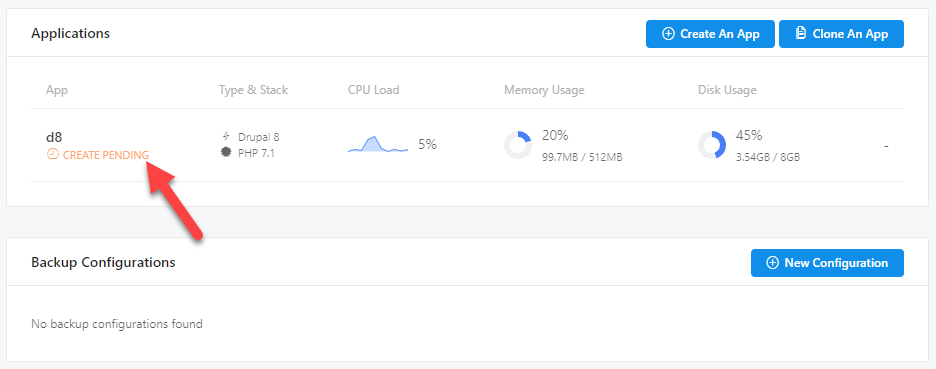 Applications
Create An App
Clone An App
App
Type & Stack
CPU Load
Memory Usage
Disk Usage
d8
CREATE PENDING
Drupal 8
PHP 7.1
5%
20%
99.7MB / 512MB
45%
3.54GB / 8GB
-
Backup Configurations
New Configuration
No backup configurations found